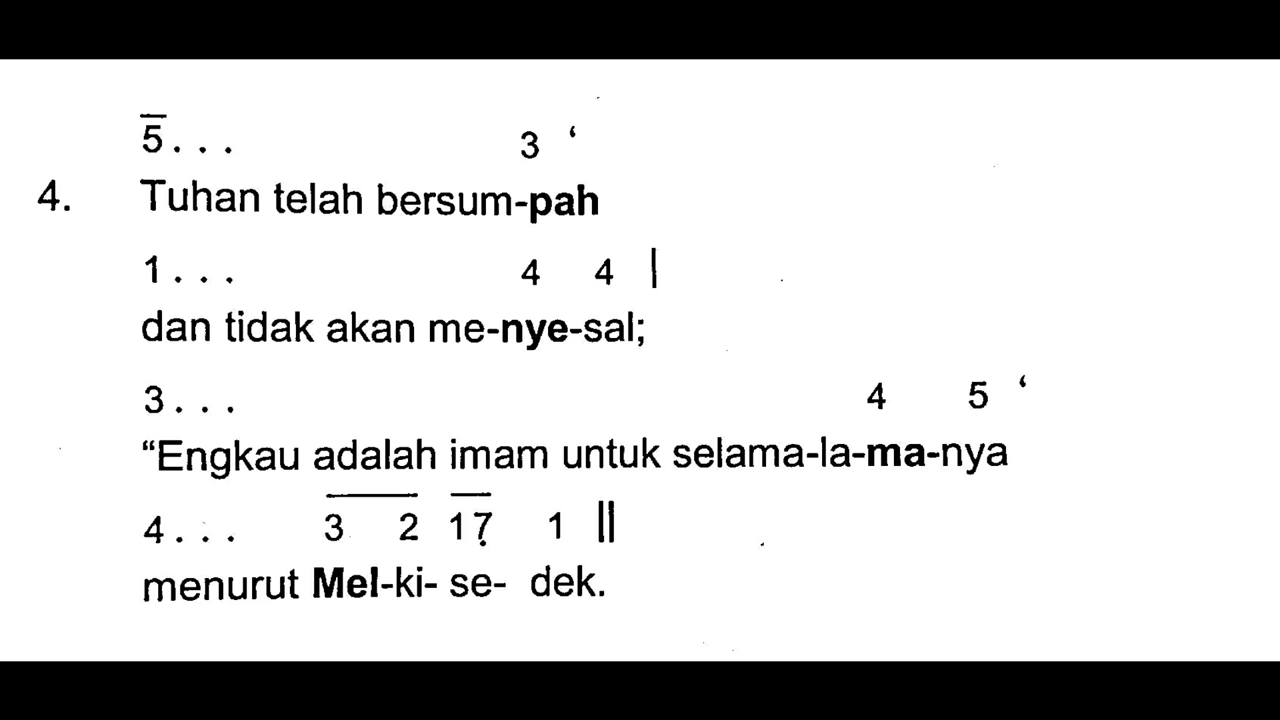 5 . . . 3 ‘
4. Tuhan telah bersum-pah
1 . . . 4 4 |
dan tidak akan me-nye-sal;
3 . . . 4 5 ‘
“Engkau adalah imam untuk selama-la-ma-nya
4 . . . 3 2 17 1 ||
menurut Mel-ki- se- dek.